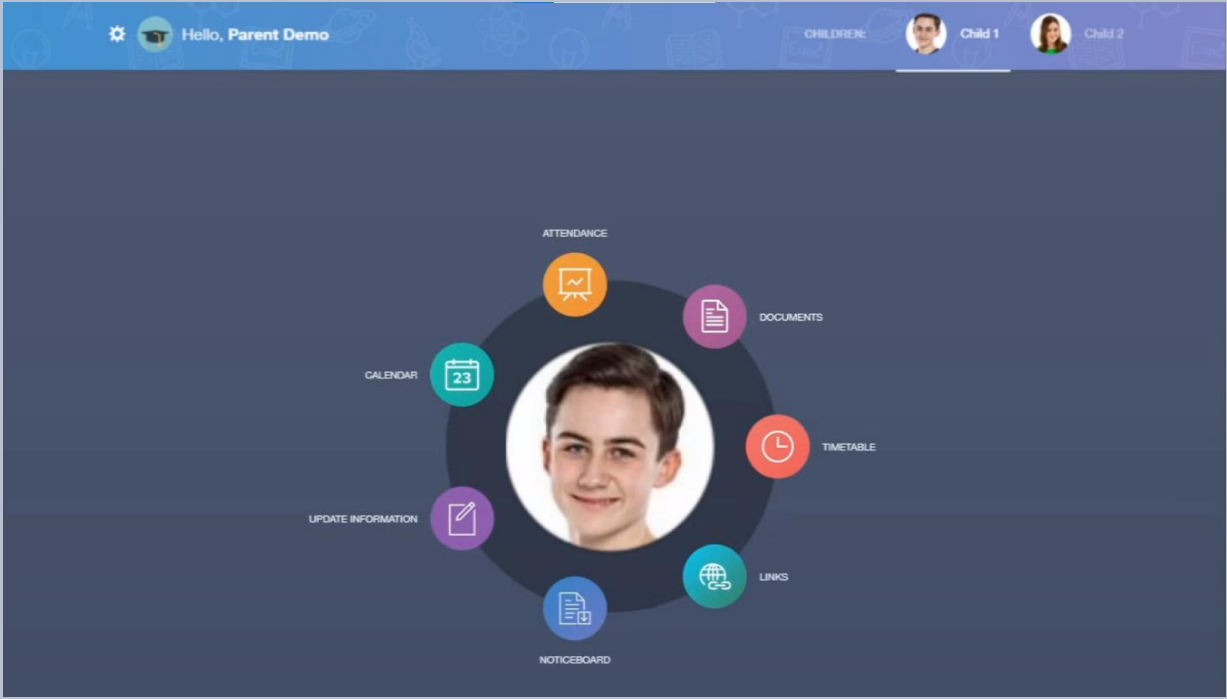 Hello, Parent Demo
CHILDREN:
Child 1
Child 2
ATTENDANCE
DOCUMENTS
CALENDAR
23
TIMETABLE
UPDATE INFORMATION
LINKS
NOTICEBOARD